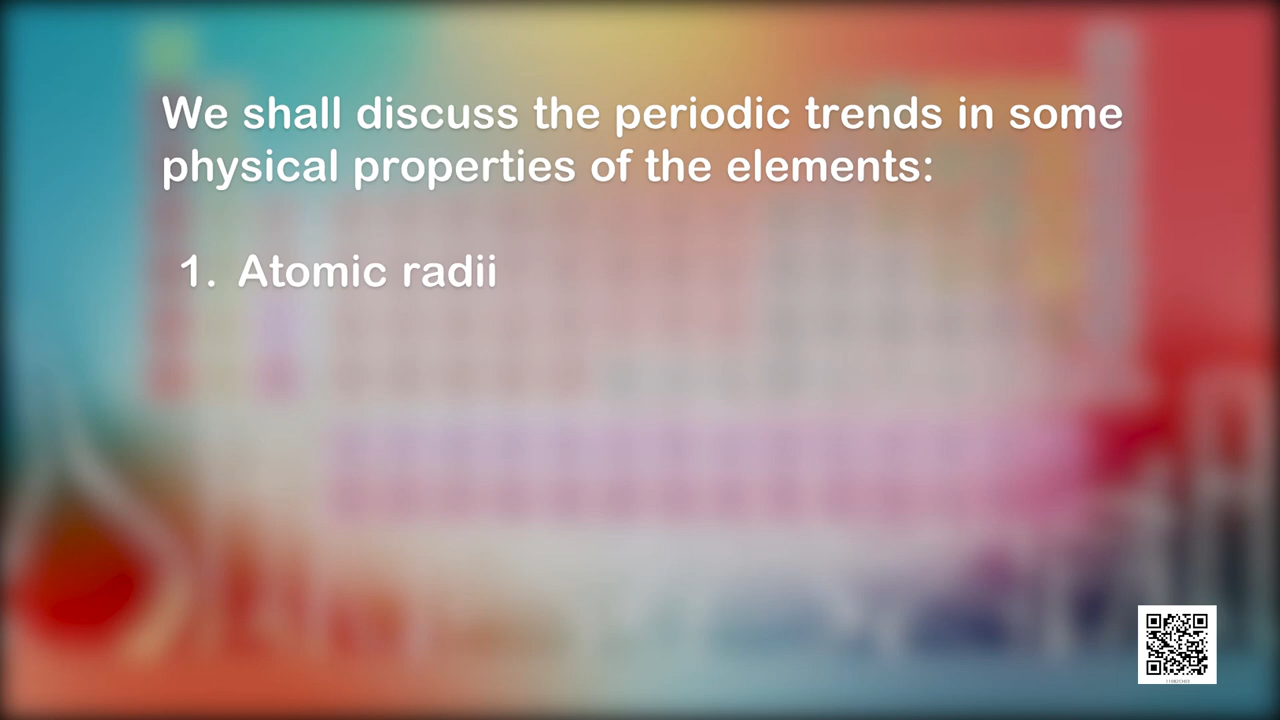 We shall discuss the periodic trends in some
physical properties of the elements:
1. Atomic radii